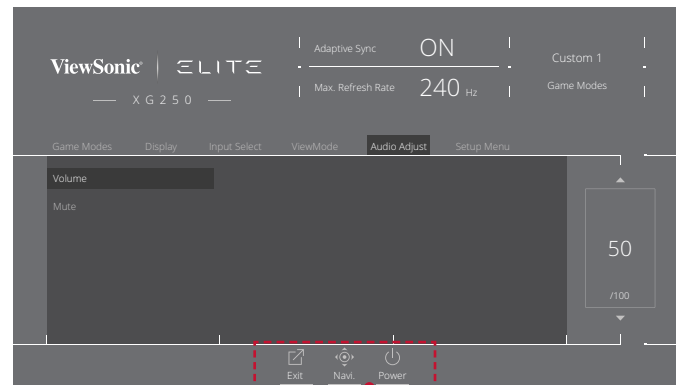 ViewSonic® ELITE
XG250
Adaptive Sync ON
Max. Refresh Rate 240 Hz
Custom 1
Game Modes
Game Modes Display Input Select ViewMode Audio Adjust Setup Menu
Volume
Mute
50
/100
Exit Navi. Power